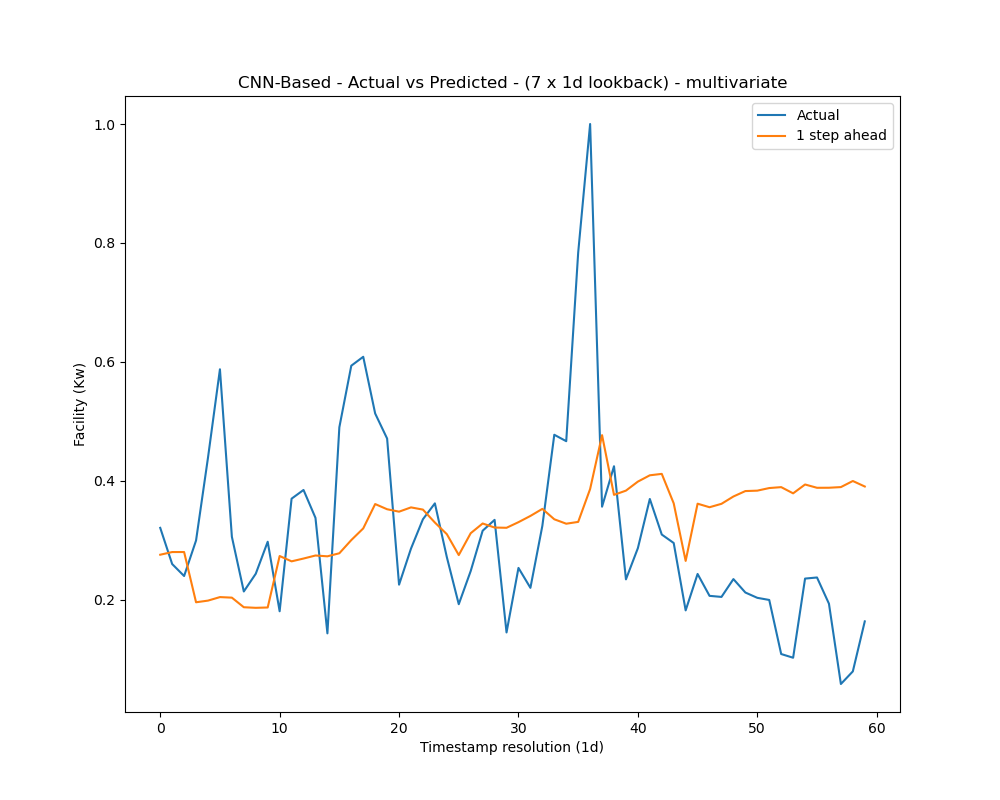 CNN-Based - Actual vs Predicted - (7 x 1d lookback) - multivariate
Actual
1 step ahead
1.0
0.8
0.6
0.4
0.2
Facility (Kw)
0 10 20 30 40 50 60
Timestamp resolution (1d)